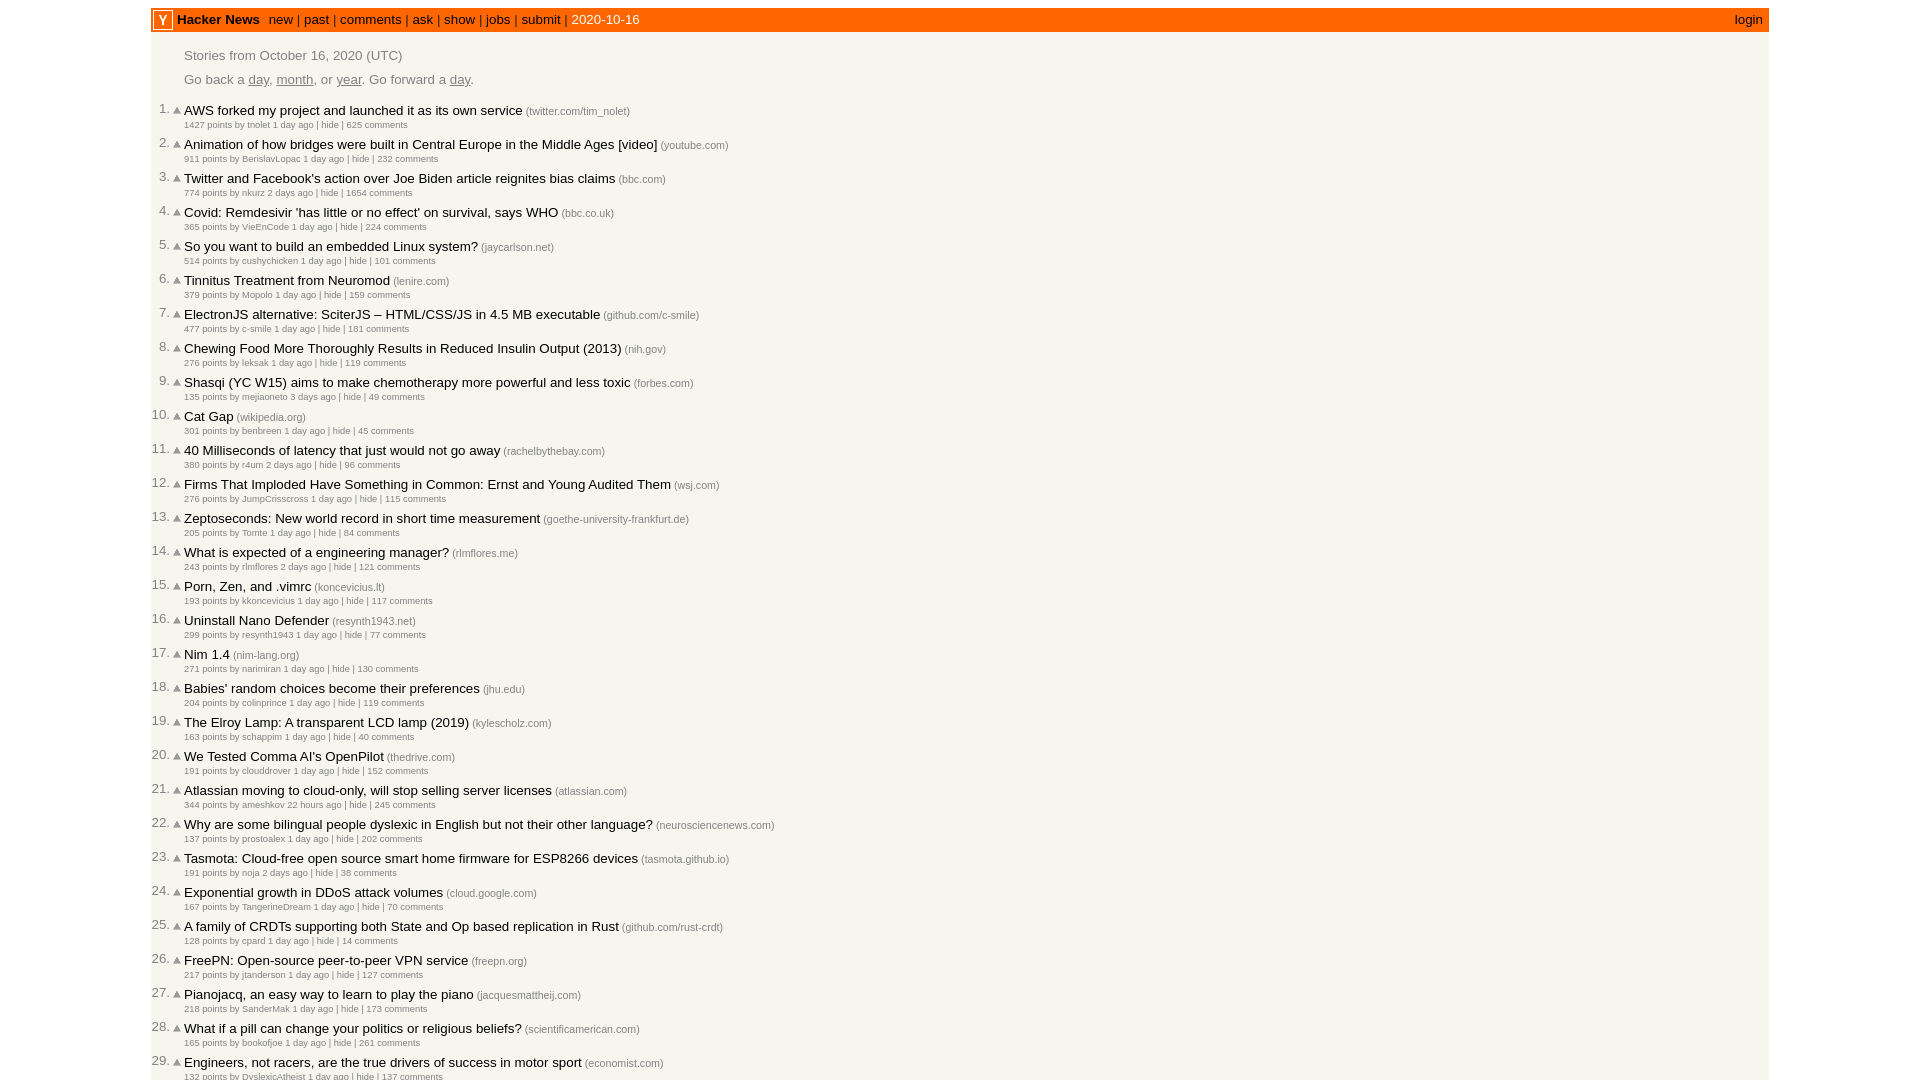 Y Hacker News new | past | comments | ask | show | jobs | submit | 2020-10-16 login
Stories from October 16, 2020 (UTC)
Go back a day, month, or year. Go forward a day.
1. AWS forked my project and launched it as its own service (twitter.com/tim_nolet)
1427 points by tnolet 1 day ago | hide | 625 comments
2. Animation of how bridges were built in Central Europe in the Middle Ages [video] (youtube.com)
911 points by BerislavLopac 1 day ago | hide | 232 comments
3. Twitter and Facebook's action over Joe Biden article reignites bias claims (bbc.com)
774 points by nkurz 2 days ago | hide | 1654 comments
4. Covid: Remdesivir 'has little or no effect' on survival, says WHO (bbc.co.uk)
365 points by VieEnCode 1 day ago | hide | 224 comments
5. So you want to build an embedded Linux system? (jaycarlson.net)
514 points by cushychicken 1 day ago | hide | 101 comments
6. Tinnitus Treatment from Neuromod (lenire.com)
379 points by Mopolo 1 day ago | hide | 159 comments
7. ElectronJS alternative: SciterJS – HTML/CSS/JS in 4.5 MB executable (github.com/c-smile)
477 points by c-smile 1 day ago | hide | 181 comments
8. Chewing Food More Thoroughly Results in Reduced Insulin Output (2013) (nih.gov)
276 points by leksak 1 day ago | hide | 119 comments
9. Shasqi (YC W15) aims to make chemotherapy more powerful and less toxic (forbes.com)
135 points by mejiaoneto 3 days ago | hide | 49 comments
10. Cat Gap (wikipedia.org)
301 points by benbreen 1 day ago | hide | 45 comments
11. 40 Milliseconds of latency that just would not go away (rachelbythebay.com)
380 points by r4um 2 days ago | hide | 96 comments
12. Firms That Imploded Have Something in Common: Ernst and Young Audited Them (wsj.com)
276 points by JumpCrisscross 1 day ago | hide | 115 comments
13. Zeptoseconds: New world record in short time measurement (goethe-university-frankfurt.de)
205 points by Tomte 1 day ago | hide | 84 comments
14. What is expected of a engineering manager? (rlmflores.me)
243 points by rlmflores 2 days ago | hide | 121 comments
15. Porn, Zen, and .vimrc (koncevicius.lt)
193 points by kkoncevicius 1 day ago | hide | 117 comments
16. Uninstall Nano Defender (resynth1943.net)
299 points by resynth1943 1 day ago | hide | 77 comments
17. Nim 1.4 (nim-lang.org)
271 points by narimiran 1 day ago | hide | 130 comments
18. Babies' random choices become their preferences (jhu.edu)
204 points by colinprince 1 day ago | hide | 119 comments
19. The Elroy Lamp: A transparent LCD lamp (2019) (kylescholz.com)
163 points by schappim 1 day ago | hide | 40 comments
20. We Tested Comma AI's OpenPilot (thedrive.com)
191 points by clouddrover 1 day ago | hide | 152 comments
21. Atlassian moving to cloud-only, will stop selling server licenses (atlassian.com)
344 points by ameshkov 22 hours ago | hide | 245 comments
22. Why are some bilingual people dyslexic in English but not their other language? (neurosciencenews.com)
137 points by prostoalex 1 day ago | hide | 202 comments
23. Tasmota: Cloud-free open source smart home firmware for ESP8266 devices (tasmota.github.io)
191 points by noja 2 days ago | hide | 38 comments
24. Exponential growth in DDoS attack volumes (cloud.google.com)
167 points by TangerineDream 1 day ago | hide | 70 comments
25. A family of CRDTs supporting both State and Op based replication in Rust (github.com/rust-crdt)
128 points by cpard 1 day ago | hide | 14 comments
26. FreePN: Open-source peer-to-peer VPN service (freepn.org)
217 points by jtanderson 1 day ago | hide | 127 comments
27. Pianojacq, an easy way to learn to play the piano (jacquesmattheij.com)
218 points by SanderMak 1 day ago | hide | 173 comments
28. What if a pill can change your politics or religious beliefs? (scientificamerican.com)
165 points by bookofjoe 1 day ago | hide | 261 comments
29. Engineers, not racers, are the true drivers of success in motor sport (economist.com)
132 points by DyslexicAtheist 1 day ago | hide | 137 comments